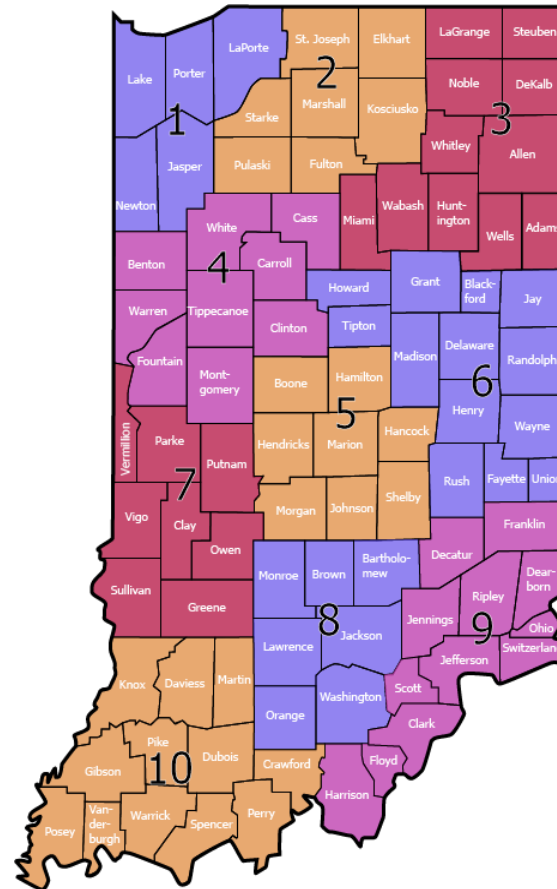 St. Joseph
Elkhart
LaGrange
Steuben
LaPorte
Lake
Porter
2
Marshall
Noble
DeKalb
Starke
Kosciusko
1
3
Whitley
Allen
Pulaski
Fulton
Jasper
Newton
White
Cass
Miami
Wabash
Hunt-
ington
Wells
Adams
Benton
4
Carroll
Howard
Grant
Black-
ford
Jay
Warren
Tippecanoe
Clinton
Tipton
Madison
Delaware
Randolph
Fountain
Mont-
gomery
Boone
Hamilton
6
5
Henry
Wayne
Vermillion
Parke
Putnam
Hendricks
Marion
Hancock
7
Rush
Fayette
Union
Vigo
Clay
Morgan
Johnson
Shelby
Franklin
Owen
Decatur
Sullivan
Greene
Monroe
Brown
Bartholo-
mew
Ripley
Dear-
born
8
Jennings
9
Ohio
Lawrence
Jackson
Jefferson
Switzerland
Knox
Daviess
Martin
Scott
Orange
Washington
Clark
Pike
Dubois
10
Gibson
Crawford
Floyd
Harrison
Posey
Van-
der-
burgh
Warrick
Spencer
Perry